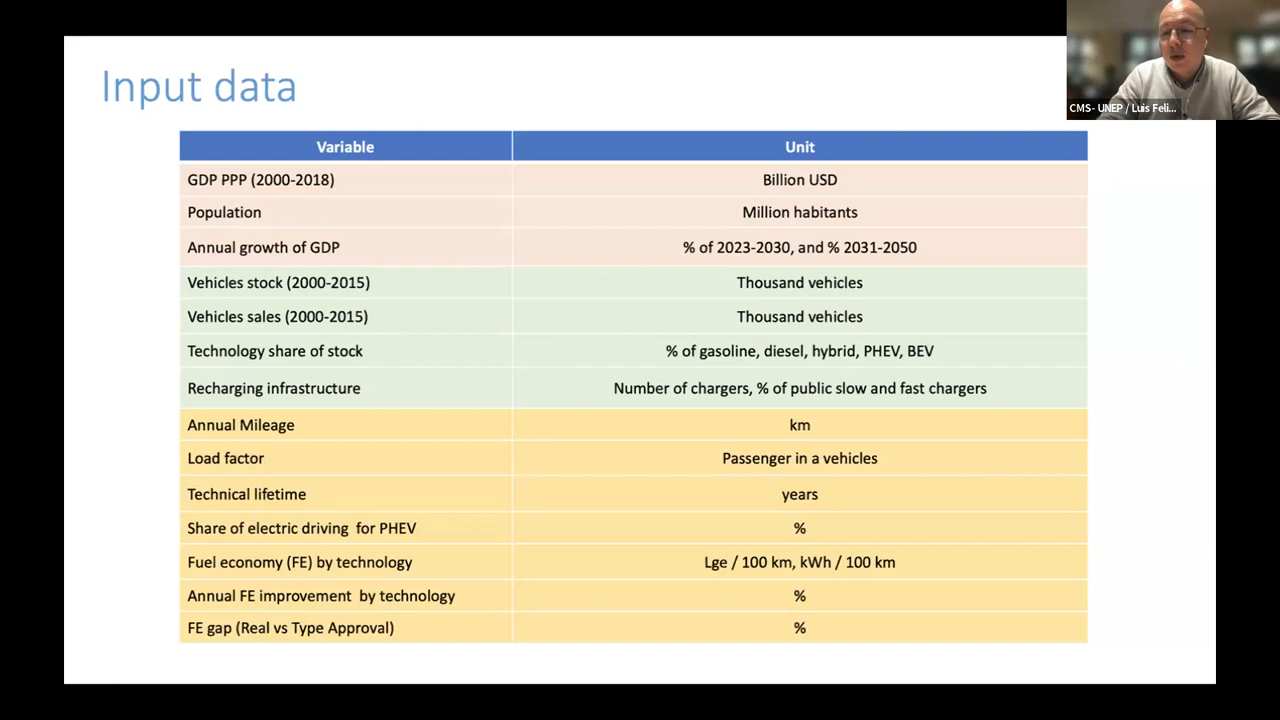 Input data
CMS- UNEP / Luis Feli...
Variable Unit
GDP PPP (2000-2018) Billion USD
Population Million habitants
Annual growth of GDP % of 2023-2030, and % 2031-2050
Vehicles stock (2000-2015) Thousand vehicles
Vehicles sales (2000-2015) Thousand vehicles
Technology share of stock % of gasoline, diesel, hybrid, PHEV, BEV
Recharging infrastructure Number of chargers, % of public slow and fast chargers
Annual Mileage km
Load factor Passenger in a vehicles
Technical lifetime years
Share of electric driving for PHEV %
Fuel economy (FE) by technology Lge / 100 km, kWh / 100 km
Annual FE improvement by technology %
FE gap (Real vs Type Approval) %